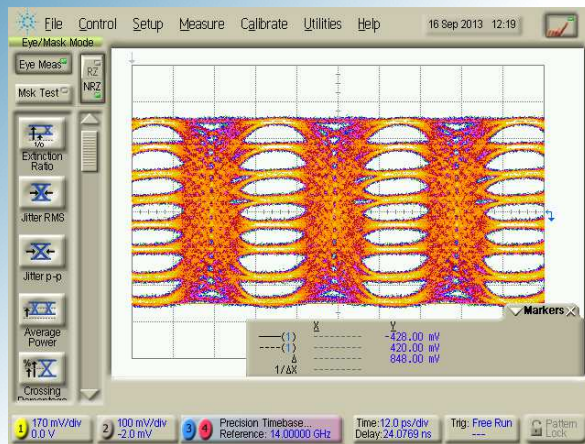 File Control Setup Measure Calibrate Utilities Help 16 Sep 2013 12:19
Eye/Mask Mode
Eye Meas
RZ
NRZ
Msk Test
Extinction
Ratio
Jitter RMS
Jitter p-p
Average
Power
Crossing
Markers X
X Y
(1) --------- -428.00 mV
----(1) --------- 420.00 mV
Δ --------- 848.00 mV
1/ΔX ---------
1 170 mV/div
0.0 V
2 100 mV/div
-2.0 mV
3 4 Precision Timebase...
Reference: 14.00000 GHz
Time:12.0 ps/div
Delay:24.0769 ns
Trig: Free Run
---
Pattern
Lock